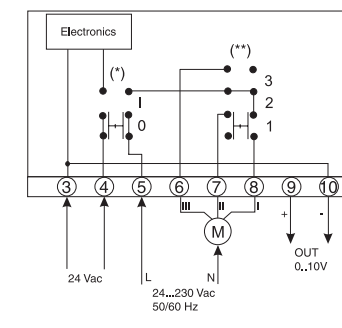 Electronics
(*)
(**)
3
I
2
0
1
3 4 5 6 7 8 9 10
III II I
+ -
M
24 Vac
L
N
OUT
0..10V
24...230 Vac
50/60 Hz